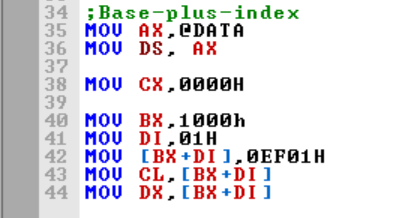 34 ;Base-plus-index
35 MOV AX,@DATA
36 MOV DS, AX
37
38 MOV CX,0000H
39
40 MOV BX,1000h
41 MOV DI,01H
42 MOV [BX+DI],0EF01H
43 MOV CL,[BX+DI]
44 MOV DX,[BX+DI]